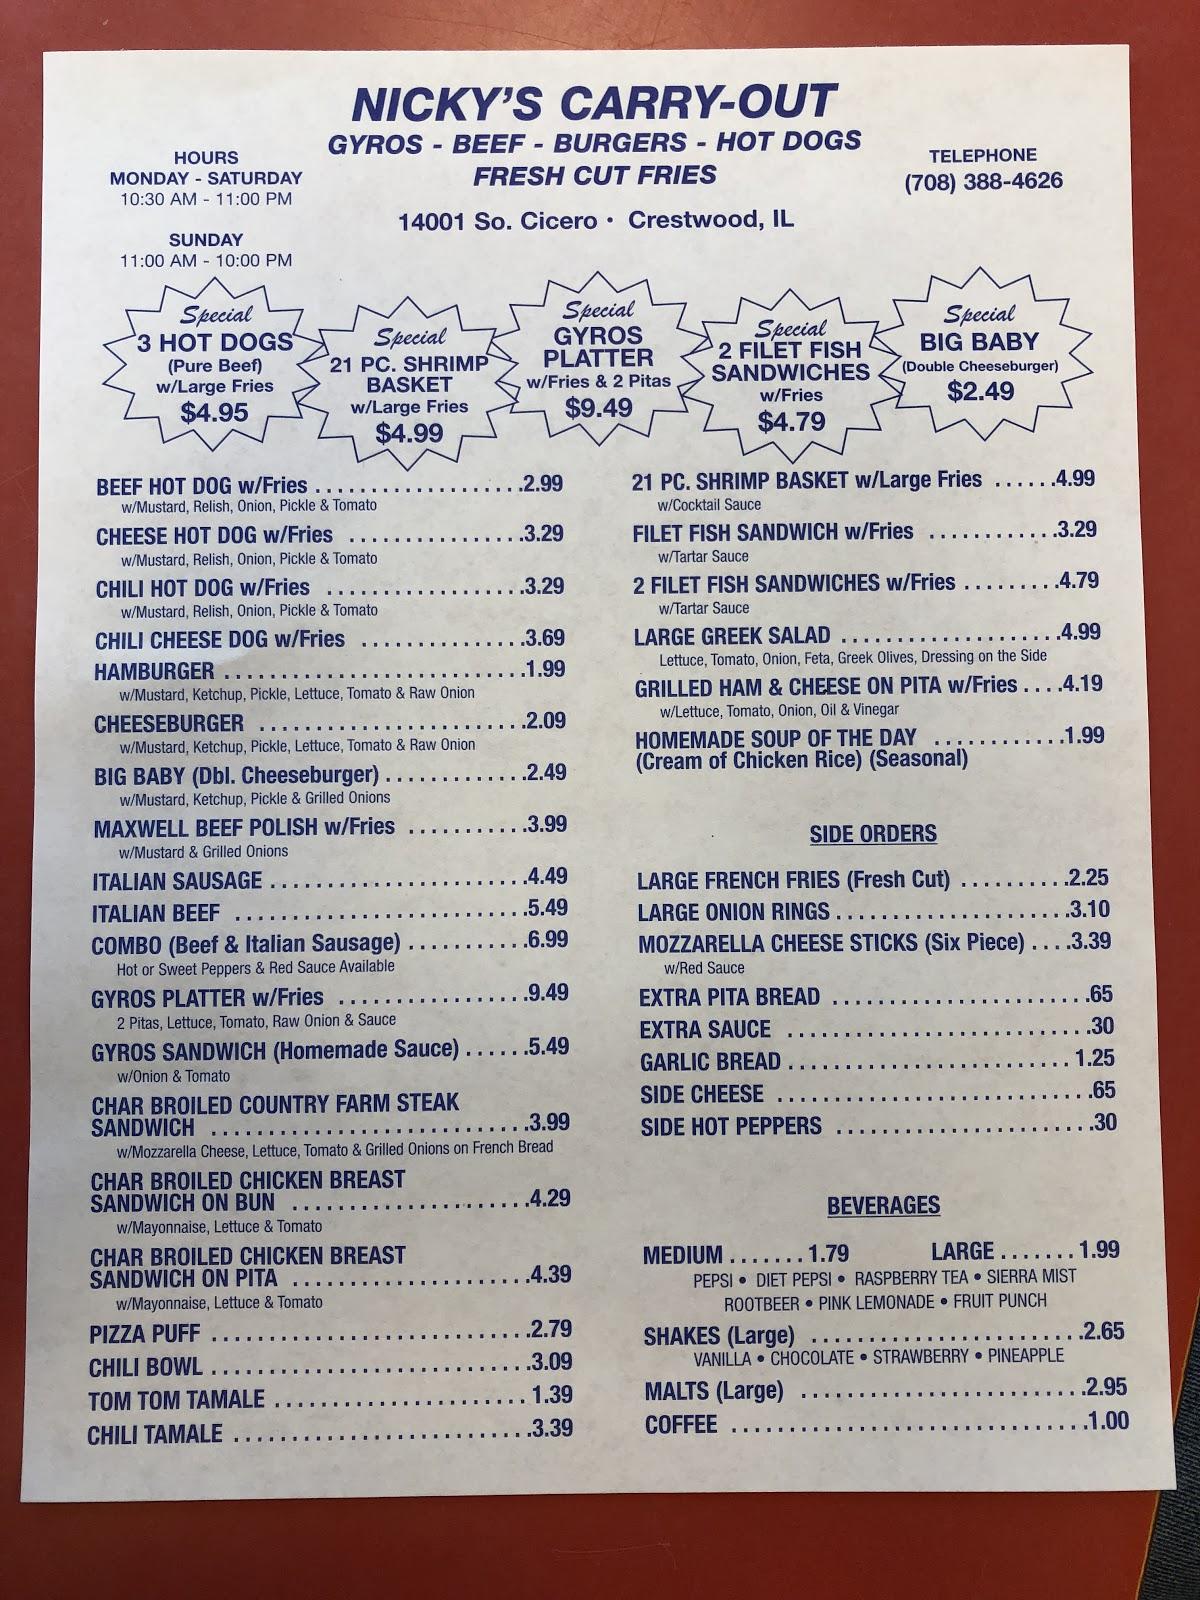 NICKY'S CARRY-OUT
GYROS - BEEF - BURGERS - HOT DOGS
FRESH CUT FRIES
14001 So. Cicero • Crestwood, IL
HOURS
MONDAY - SATURDAY
10:30 AM - 11:00 PM
SUNDAY
11:00 AM - 10:00 PM
TELEPHONE
(708) 388-4626
Special
3 HOT DOGS
(Pure Beef)
w/Large Fries
$4.95
Special
21 PC. SHRIMP
BASKET
w/Large Fries
$4.99
Special
GYROS
PLATTER
w/Fries & 2 Pitas
$9.49
Special
2 FILET FISH
SANDWICHES
w/Fries
$4.79
Special
BIG BABY
(Double Cheeseburger)
$2.49
BEEF HOT DOG w/Fries ....................2.99
w/Mustard, Relish, Onion, Pickle & Tomato
CHEESE HOT DOG w/Fries .................3.29
w/Mustard, Relish, Onion, Pickle & Tomato
CHILI HOT DOG w/Fries ...................3.29
w/Mustard, Relish, Onion, Pickle & Tomato
CHILI CHEESE DOG w/Fries ................3.69
HAMBURGER .............................1.99
w/Mustard, Ketchup, Pickle, Lettuce, Tomato & Raw Onion
CHEESEBURGER ..........................2.09
w/Mustard, Ketchup, Pickle, Lettuce, Tomato & Raw Onion
BIG BABY (Dbl. Cheeseburger) ..............2.49
w/Mustard, Ketchup, Pickle & Grilled Onions
MAXWELL BEEF POLISH w/Fries ............3.99
w/Mustard & Grilled Onions
ITALIAN SAUSAGE .........................4.49
ITALIAN BEEF ............................5.49
COMBO (Beef & Italian Sausage) ............6.99
Hot or Sweet Peppers & Red Sauce Available
GYROS PLATTER w/Fries ...................9.49
2 Pitas, Lettuce, Tomato, Raw Onion & Sauce
GYROS SANDWICH (Homemade Sauce) ......5.49
w/Onion & Tomato
CHAR BROILED COUNTRY FARM STEAK
SANDWICH ..............................3.99
w/Mozzarella Cheese, Lettuce, Tomato & Grilled Onions on French Bread
CHAR BROILED CHICKEN BREAST
SANDWICH ON BUN .......................4.29
w/Mayonnaise, Lettuce & Tomato
CHAR BROILED CHICKEN BREAST
SANDWICH ON PITA .......................4.39
w/Mayonnaise, Lettuce & Tomato
PIZZA PUFF ..............................2.79
CHILI BOWL ..............................3.09
TOM TOM TAMALE ........................1.39
CHILI TAMALE ............................3.39
21 PC. SHRIMP BASKET w/Large Fries ......4.99
w/Cocktail Sauce
FILET FISH SANDWICH w/Fries ............3.29
w/Tartar Sauce
2 FILET FISH SANDWICHES w/Fries .........4.79
w/Tartar Sauce
LARGE GREEK SALAD .....................4.99
Lettuce, Tomato, Onion, Feta, Greek Olives, Dressing on the Side
GRILLED HAM & CHEESE ON PITA w/Fries ....4.19
w/Lettuce, Tomato, Onion, Oil & Vinegar
HOMEMADE SOUP OF THE DAY ............1.99
(Cream of Chicken Rice) (Seasonal)
SIDE ORDERS
LARGE FRENCH FRIES (Fresh Cut) ..........2.25
LARGE ONION RINGS ......................3.10
MOZZARELLA CHEESE STICKS (Six Piece) ....3.39
w/Red Sauce
EXTRA PITA BREAD ........................65
EXTRA SAUCE .............................30
GARLIC BREAD ........................... 1.25
SIDE CHEESE ..............................65
SIDE HOT PEPPERS .........................30
BEVERAGES
MEDIUM .......1.79 LARGE .......1.99
PEPSI • DIET PEPSI • RASPBERRY TEA • SIERRA MIST
ROOTBEER • PINK LEMONADE • FRUIT PUNCH
SHAKES (Large) ..........................2.65
VANILLA • CHOCOLATE • STRAWBERRY • PINEAPPLE
MALTS (Large) ...........................2.95
COFFEE ..................................1.00